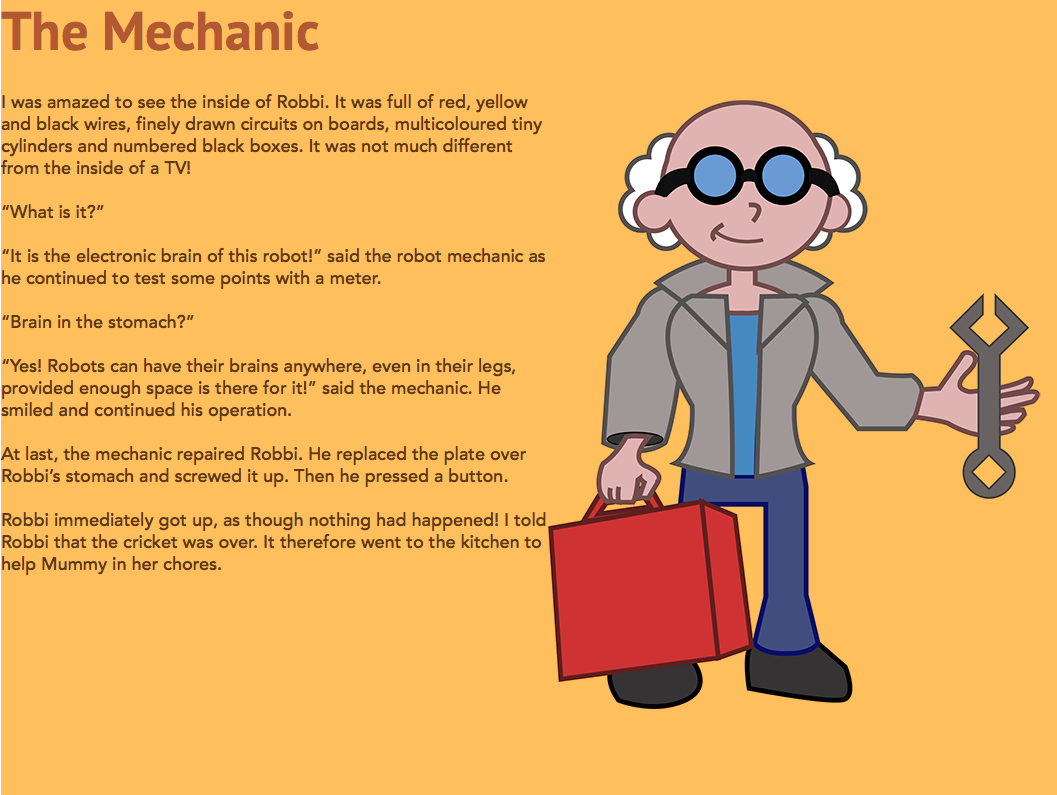 The Mechanic
I was amazed to see the inside of Robbi. It was full of red, yellow
and black wires, finely drawn circuits on boards, multicoloured tiny
cylinders and numbered black boxes. It was not much different
from the inside of a TV!
“What is it?”
“It is the electronic brain of this robot!” said the robot mechanic as
he continued to test some points with a meter.
“Brain in the stomach?”
“Yes! Robots can have their brains anywhere, even in their legs,
provided enough space is there for it!” said the mechanic. He
smiled and continued his operation.
At last, the mechanic repaired Robbi. He replaced the plate over
Robbi’s stomach and screwed it up. Then he pressed a button.
Robbi immediately got up, as though nothing had happened! I told
Robbi that the cricket was over. It therefore went to the kitchen to
help Mummy in her chores.